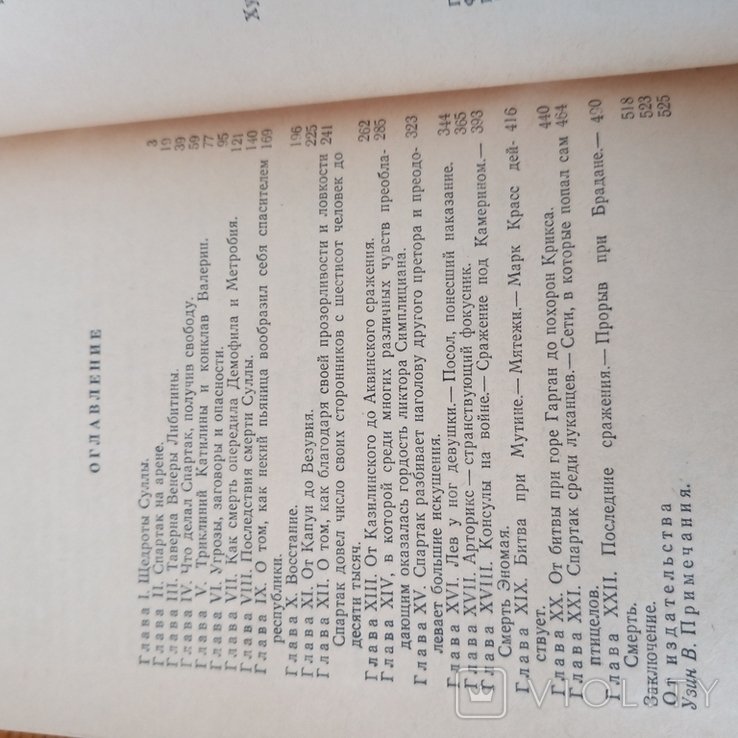 ОГЛАВЛЕНИЕ
Глава I. Щедроты Суллы. 3
Глава II. Спартак на арене. 19
Глава III. Таверна Венеры Либитины. 39
Глава IV. Что делал Спартак, получив свободу. 59
Глава V. Триклиний Катилины и конклав Валерии. 77
Глава VI. Угрозы, заговоры и опасности. 95
Глава VII. Как смерть опередила Демофила и Метробия. 121
Глава VIII. Последствия смерти Суллы. 140
Глава IX. О том, как некий пьяница вообразил себя спасителем 169
республики.
Глава X. Восстание. 196
Глава XI. От Капуи до Везувия. 225
Глава XII. О том, как благодаря своей прозорливости и ловкости 241
Спартак довел число своих сторонников с шестисот человек до
десяти тысяч.
Глава XIII. От Казилинского до Аквинского сражения. 262
Глава XIV, в которой среди многих различных чувств преобла- 285
дающим оказалась гордость ликтора Симплициана.
Глава XV. Спартак разбивает наголову другого претора и преодо- 323
левает большие искушения.
Глава XVI. Лев у ног девушки.— Посол, понесший наказание. 344
Глава XVII. Арторикс — странствующий фокусник. 365
Глава XVIII. Консулы на войне.— Сражение под Камерином.— 393
Смерть Эномая.
Глава XIX. Битва при Мутине.— Мятежи.— Марк Красс дей- 416
ствует.
Глава XX. От битвы при горе Гарган до похорон Крикса. 440
Глава XXI. Спартак среди луканцев.— Сети, в которые попал сам 464
птицелов.
Глава XXII. Последние сражения.— Прорыв при Брадане.— 490
Смерть.
Заключение. 518
От издательства 523
Узин В. Примечания. 525
VIOLITY